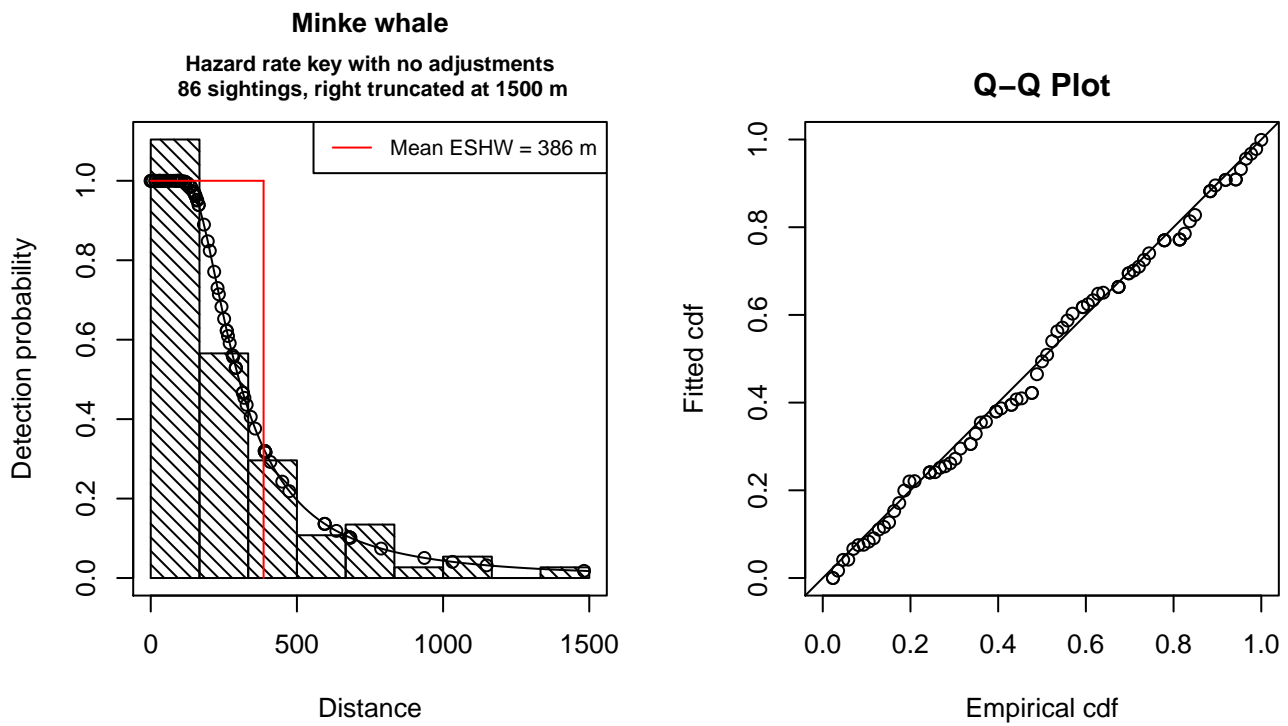 Minke whale
Hazard rate key with no adjustments
86 sightings, right truncated at 1500 m
Mean ESHW = 386 m
Detection probability
1.0
0.8
0.6
0.4
0.2
0.0
0
500
1000
1500
Distance
Q−Q Plot
Fitted cdf
1.0
0.8
0.6
0.4
0.2
0.0
0.0
0.2
0.4
0.6
0.8
1.0
Empirical cdf